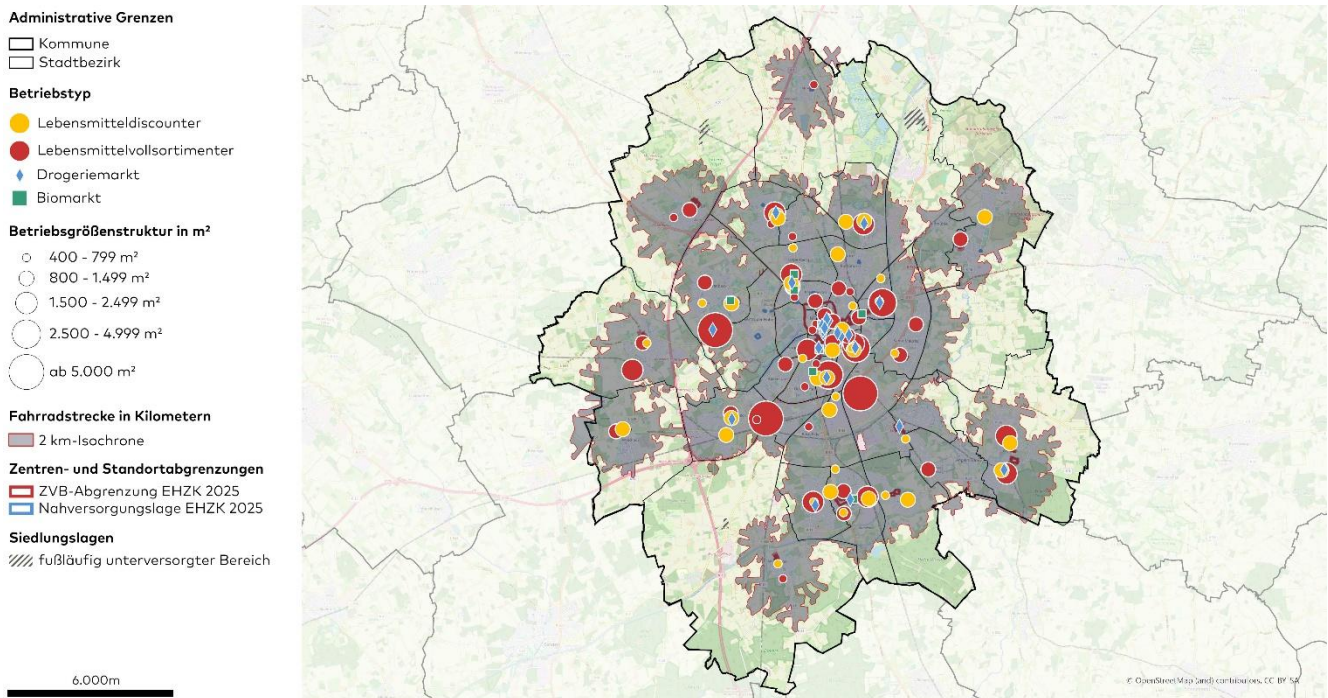 Administrative Grenzen
Kommune
Stadtbezirk
Betriebstyp
Lebensmitteldiscounter
Lebensmittelvollsortimenter
Drogeriemarkt
Biomarkt
Betriebsgrößenstruktur in m²
400 - 799 m²
800 - 1.499 m²
1.500 - 2.499 m²
2.500 - 4.999 m²
ab 5.000 m²
Fahrradstrecke in Kilometern
2 km-Isochrone
Zentren- und Standortabgrenzungen
ZVB-Abgrenzung EHZK 2025
Nahversorgungslage EHZK 2025
Siedlungslagen
fußläufig unterversorgter Bereich
6.000m
© OpenStreetMap (and) contributors, CC BY SA